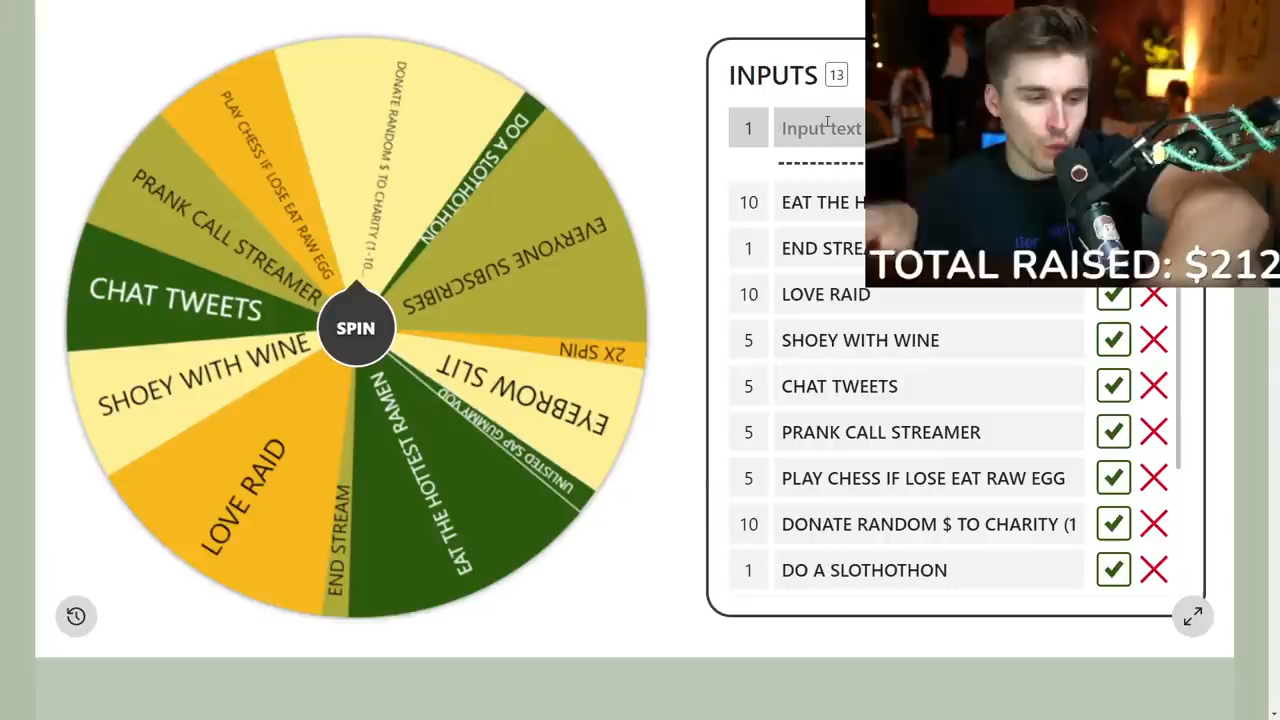 DONATE RANDOM $ TO CHARITY (1-10...
DO A SLOTHOTHON
EVERYONE SUBSCRIBES
2X SPIN
EYEBROW SLIT
UNLISTED SAP GUMMY VOD
EAT THE HOTTEST RAMEN
END STREAM
LOVE RAID
SHOEY WITH WINE
CHAT TWEETS
PRANK CALL STREAMER
PLAY CHESS IF LOSE EAT RAW EGG
SPIN
INPUTS 13
1 Input text
10 EAT THE H
1 END STREA
10 LOVE RAID
5 SHOEY WITH WINE
5 CHAT TWEETS
5 PRANK CALL STREAMER
5 PLAY CHESS IF LOSE EAT RAW EGG
10 DONATE RANDOM $ TO CHARITY (1
1 DO A SLOTHOTHON
TOTAL RAISED: $212